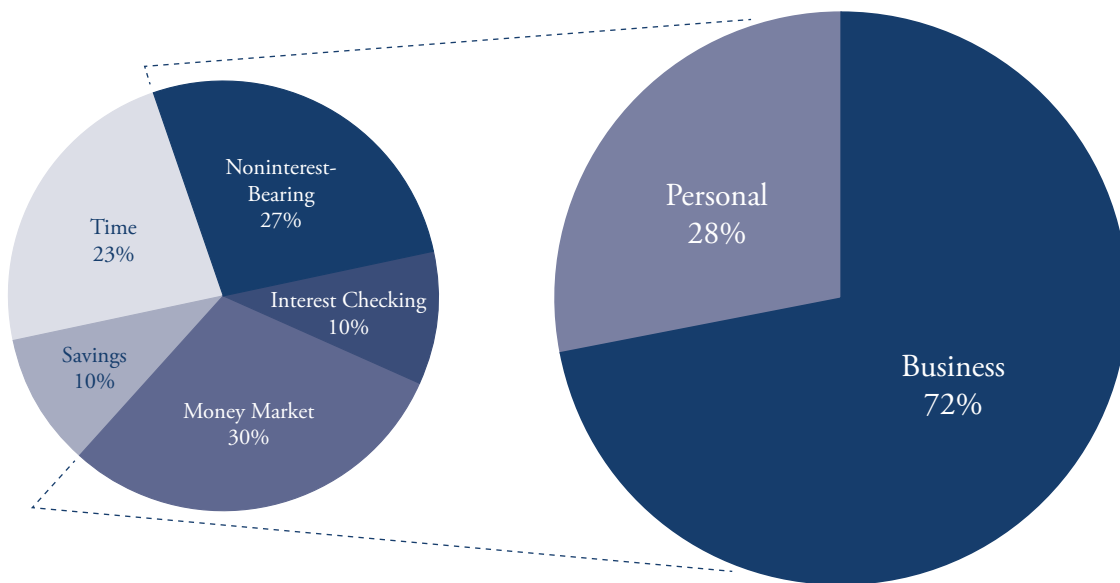 Noninterest-
Bearing
27%
Interest Checking
10%
Money Market
30%
Savings
10%
Time
23%
Personal
28%
Business
72%